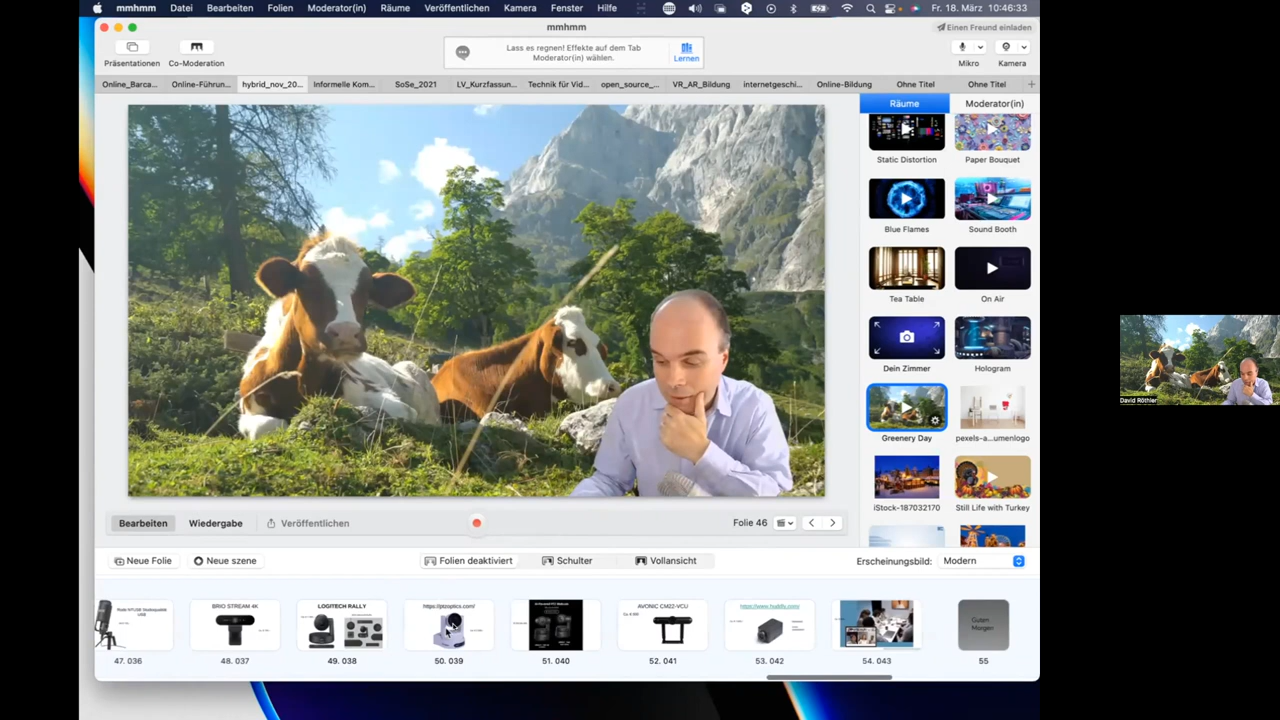 mmhmm Datei Bearbeiten Folien Moderator(in) Räume Veröffentlichen Kamera Fenster Hilfe Fr. 18. März 10:46:33
mmhmm
Einen Freund einladen
Präsentationen
Co-Moderation
Lass es regnen! Effekte auf dem Tab
Moderator(in) wählen.
Lernen
Mikro
Kamera
Online_Barca... Online-Führun... hybrid_nov_20... Informelle Kom... SoSe_2021 LV_Kurzfassun... Technik für Vid... open_source_... VR_AR_Bildung internetgeschi... Online-Bildung Ohne Titel Ohne Titel
Räume
Moderator(in)
Static Distortion
Paper Bouquet
Blue Flames
Sound Booth
Tea Table
On Air
Dein Zimmer
Hologram
Greenery Day
pexels-a...umenlogo
iStock-187032170
Still Life with Turkey
David Röthler
Bearbeiten
Wiedergabe
Veröffentlichen
Folie 46
Neue Folie
Neue szene
Folien deaktiviert
Schulter
Vollansicht
Erscheinungsbild:
Modern
BRIO STREAM 4K
LOGITECH RALLY
https://ptzoptics.com/
AVONIC CM22-VCU
Guten
Morgen
47. 036
48. 037
49. 038
50. 039
51. 040
52. 041
53. 042
54. 043
55